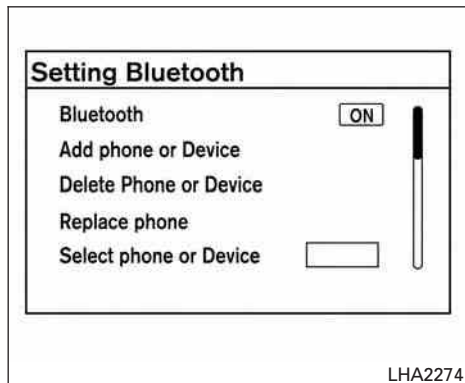 Setting Bluetooth
Bluetooth ON
Add phone or Device
Delete Phone or Device
Replace phone
Select phone or Device
LHA2274